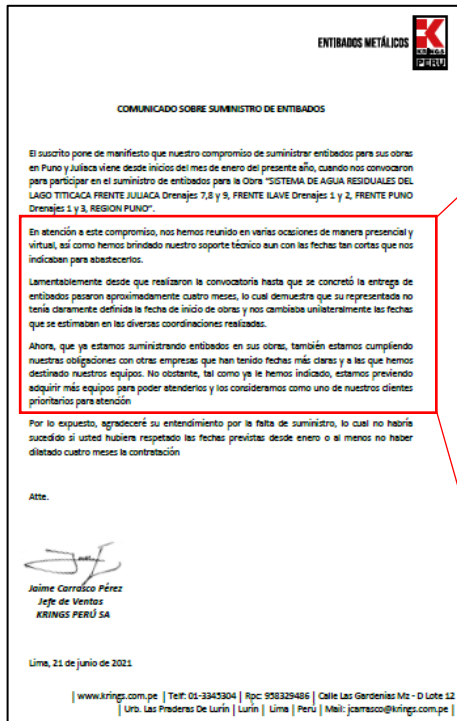 ENTIBADOS METÁLICOS
K
KRINGS
PERU
COMUNICADO SOBRE SUMINISTRO DE ENTIBADOS
El suscrito pone de manifiesto que nuestro compromiso de suministrar entibados para sus obras
en Puno y Juliaca viene desde inicios del mes de enero del presente año, cuando nos convocaron
para participar en el suministro de entibados para la Obra "SISTEMA DE AGUA RESIDUALES DEL
LAGO TITICACA FRENTE JULIACA Drenajes 7,8 y 9, FRENTE ILAVE Drenajes 1 y 2, FRENTE PUNO
Drenajes 1 y 3, REGION PUNO".
En atención a este compromiso, nos hemos reunido en varias ocasiones de manera presencial y
virtual, así como hemos brindado nuestro soporte técnico aun con las fechas tan cortas que nos
indicaban para abastecerlos.
Lamentablemente desde que realizaron la convocatoria hasta que se concretó la entrega de
entibados pasaron aproximadamente cuatro meses, lo cual demuestra que su representada no
tenía claramente definida la fecha de inicio de obras y nos cambiaba unilateralmente las fechas
que se estimaban en las diversas coordinaciones realizadas.
Ahora, que ya estamos suministrando entibados en sus obras, también estamos cumpliendo
nuestras obligaciones con otras empresas que han tenido fechas más claras y a las que hemos
destinado nuestros equipos. No obstante, tal como ya le hemos indicado, estamos previendo
adquirir más equipos para poder atenderlos y los consideramos como uno de nuestros clientes
prioritarios para atención
Por lo expuesto, agradeceré su entendimiento por la falta de suministro, lo cual no habría
sucedido si usted hubiera respetado las fechas previstas desde enero o al menos no haber
dilatado cuatro meses la contratación
Atte.
Jaime Carrasco Pérez
Jefe de Ventas
KRINGS PERÚ SA
Lima, 21 de junio de 2021
| www.krings.com.pe | Telf: 01-3345304 | Rpc: 958329486 | Calle Las Gardenias Mz - D Lote 12
| Urb. Las Praderas De Lurín | Lurín | Lima | Perú | Mail: jcarrasco@krings.com.pe |